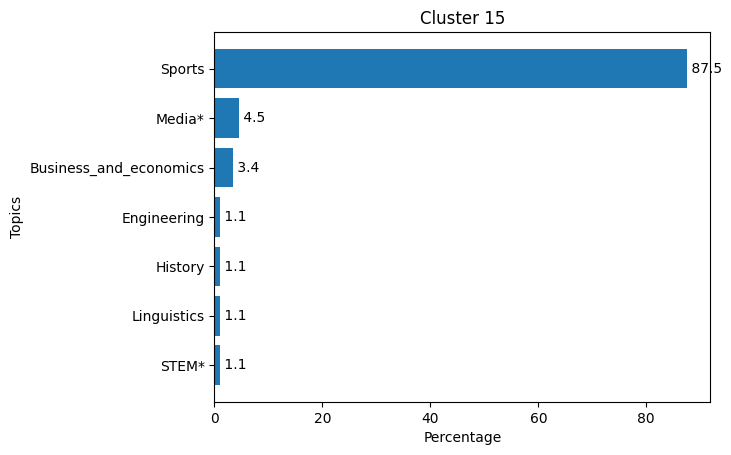 Cluster 15
Topics
Sports 87.5
Media* 4.5
Business_and_economics 3.4
Engineering 1.1
History 1.1
Linguistics 1.1
STEM* 1.1
0 20 40 60 80
Percentage